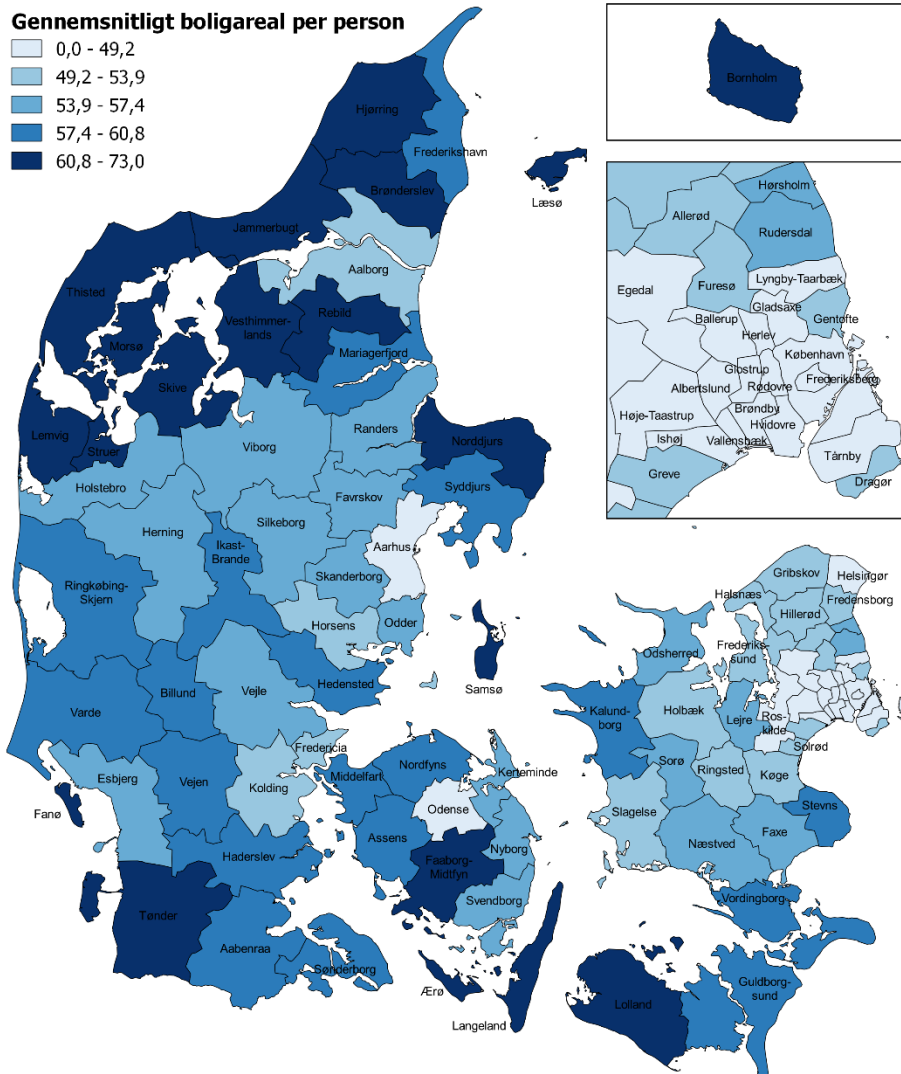 Gennemsnitligt boligareal per person
0,0 - 49,2
49,2 - 53,9
53,9 - 57,4
57,4 - 60,8
60,8 - 73,0
Hjørring
Frederikshavn
Brønderslev
Læsø
Jammerbugt
Aalborg
Thisted
Vesthimmer-
lands
Rebild
Morsø
Mariagerfjord
Skive
Lemvig
Struer
Viborg
Randers
Norddjurs
Holstebro
Favrskov
Syddjurs
Herning
Silkeborg
Ikast-
Brande
Aarhus
Skanderborg
Ringkøbing-
Skjern
Horsens
Odder
Samsø
Hedensted
Varde
Billund
Vejle
Fredericia
Esbjerg
Vejen
Kolding
Fanø
Middelfart
Nordfyns
Kerteminde
Odense
Assens
Nyborg
Haderslev
Faaborg-
Midtfyn
Svendborg
Tønder
Aabenraa
Sønderborg
Ærø
Langeland
Bornholm
Hørsholm
Allerød
Rudersdal
Egedal
Furesø
Lyngby-Taarbæk
Gladsaxe
Gentofte
Ballerup
Herlev
København
Glostrup
Frederiksberg
Albertslund
Rødovre
Høje-Taastrup
Brøndby
Hvidovre
Ishøj
Vallensbæk
Tårnby
Greve
Dragør
Gribskov
Helsingør
Halsnæs
Fredensborg
Hillerød
Frederiks-
sund
Odsherred
Kalund-
borg
Holbæk
Lejre
Ros-
kilde
Solrød
Sorø
Ringsted
Køge
Slagelse
Stevns
Næstved
Faxe
Vordingborg
Guldborg-
sund
Lolland